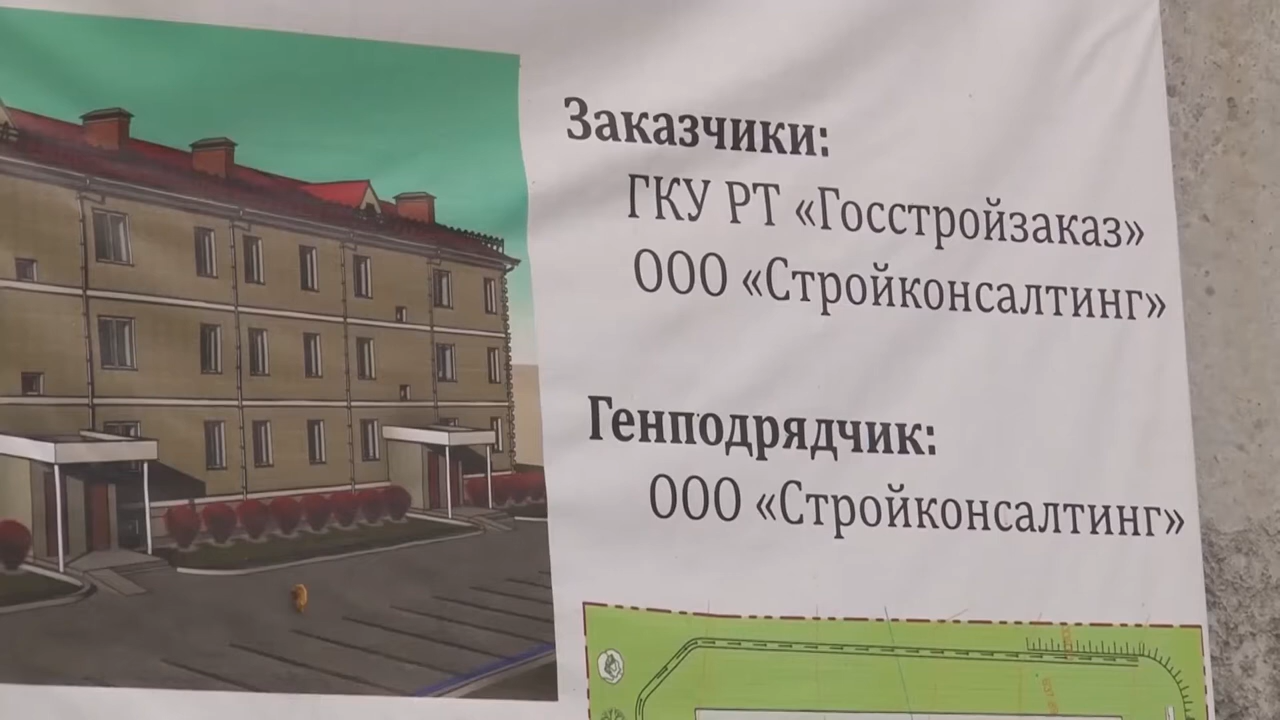 Заказчики:
ГКУ РТ «Госстройзаказ»
ООО «Стройконсалтинг»
Генподрядчик:
ООО «Стройконсалтинг»